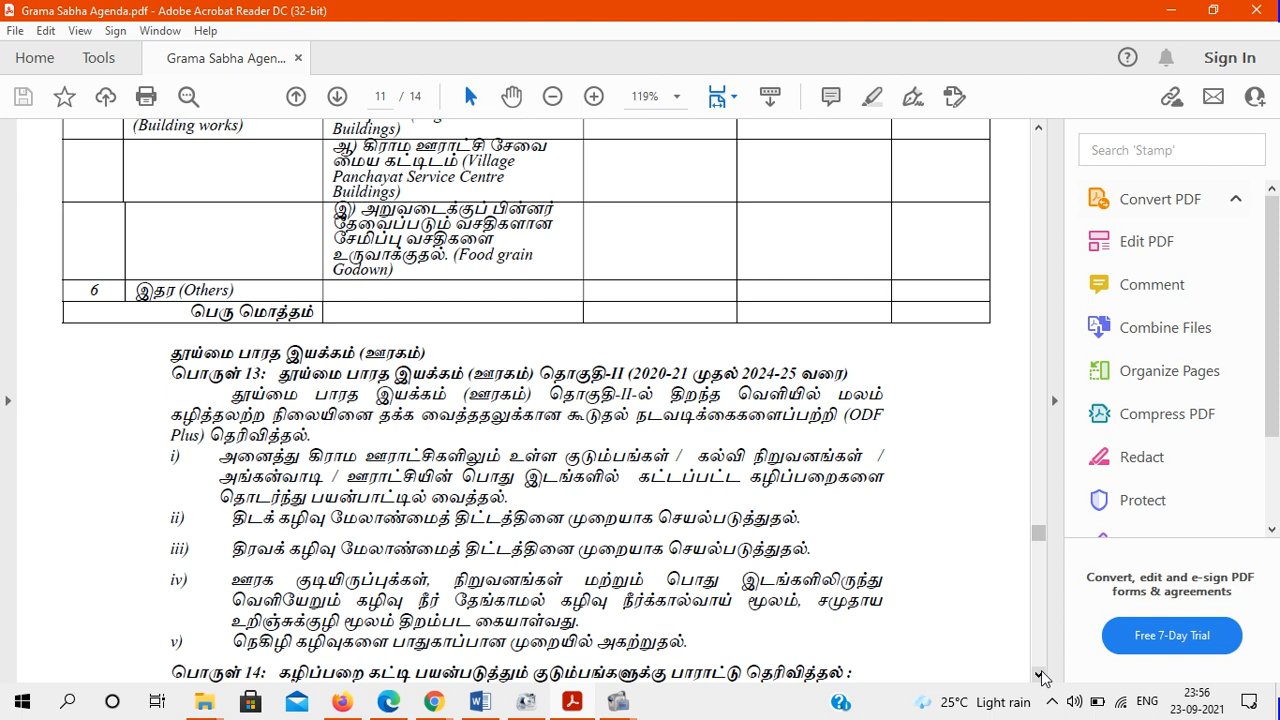 Grama Sabha Agenda.pdf - Adobe Acrobat Reader DC (32-bit)
File Edit View Sign Window Help
Home Tools Grama Sabha Agen... × Sign In
11 / 14 119%
(Building works)
Buildings)
ஆ) கிராம ஊராட்சி சேவை
மைய கட்டிடம் (Village
Panchayat Service Centre
Buildings)
இ) அறுவடைக்குப் பின்னர்
தேவைப்படும் வசதிகளான
சேமிப்பு வசதிகளை
உருவாக்குதல். (Food grain
Godown)
6 இதர (Others)
பெரு மொத்தம்
தூய்மை பாரத இயக்கம் (ஊரகம்)
பொருள் 13: தூய்மை பாரத இயக்கம் (ஊரகம்) தொகுதி-II (2020-21 முதல் 2024-25 வரை)
தூய்மை பாரத இயக்கம் (ஊரகம்) தொகுதி-II-ல் திறந்த வெளியில் மலம்
கழித்தலற்ற நிலையினை தக்க வைத்ததலுக்கான கூடுதல் நடவடிக்கைகளைப்பற்றி (ODF
Plus) தெரிவித்தல்.
i) அனைத்து கிராம ஊராட்சிகளிலும் உள்ள குடும்பங்கள் / கல்வி நிறுவனங்கள் /
அங்கன்வாடி / ஊராட்சியின் பொது இடங்களில் கட்டப்பட்ட கழிப்பறைகளை
தொடர்ந்து பயன்பாட்டில் வைத்தல்.
ii) திடக் கழிவு மேலாண்மைத் திட்டத்தினை முறையாக செயல்படுத்துதல்.
iii) திரவக் கழிவு மேலாண்மைத் திட்டத்தினை முறையாக செயல்படுத்துதல்.
iv) ஊரக குடியிருப்புக்கள், நிறுவனங்கள் மற்றும் பொது இடங்களிலிருந்து
வெளியேறும் கழிவு நீர் தேங்காமல் கழிவு நீர்க்கால்வாய் மூலம், சமுதாய
உறிஞ்சுக்குழி மூலம் திறம்பட கையாள்வது.
v) நெகிழி கழிவுகளை பாதுகாப்பான முறையில் அகற்றுதல்.
பொருள் 14: கழிப்பறை கட்டி பயன்படுத்தும் குடும்பங்களுக்கு பாராட்டு தெரிவித்தல் :
Search 'Stamp'
Convert PDF
Edit PDF
Comment
Combine Files
Organize Pages
Compress PDF
Redact
Protect
Convert, edit and e-sign PDF
forms & agreements
Free 7-Day Trial
25°C Light rain ENG 23:56
23-09-2021